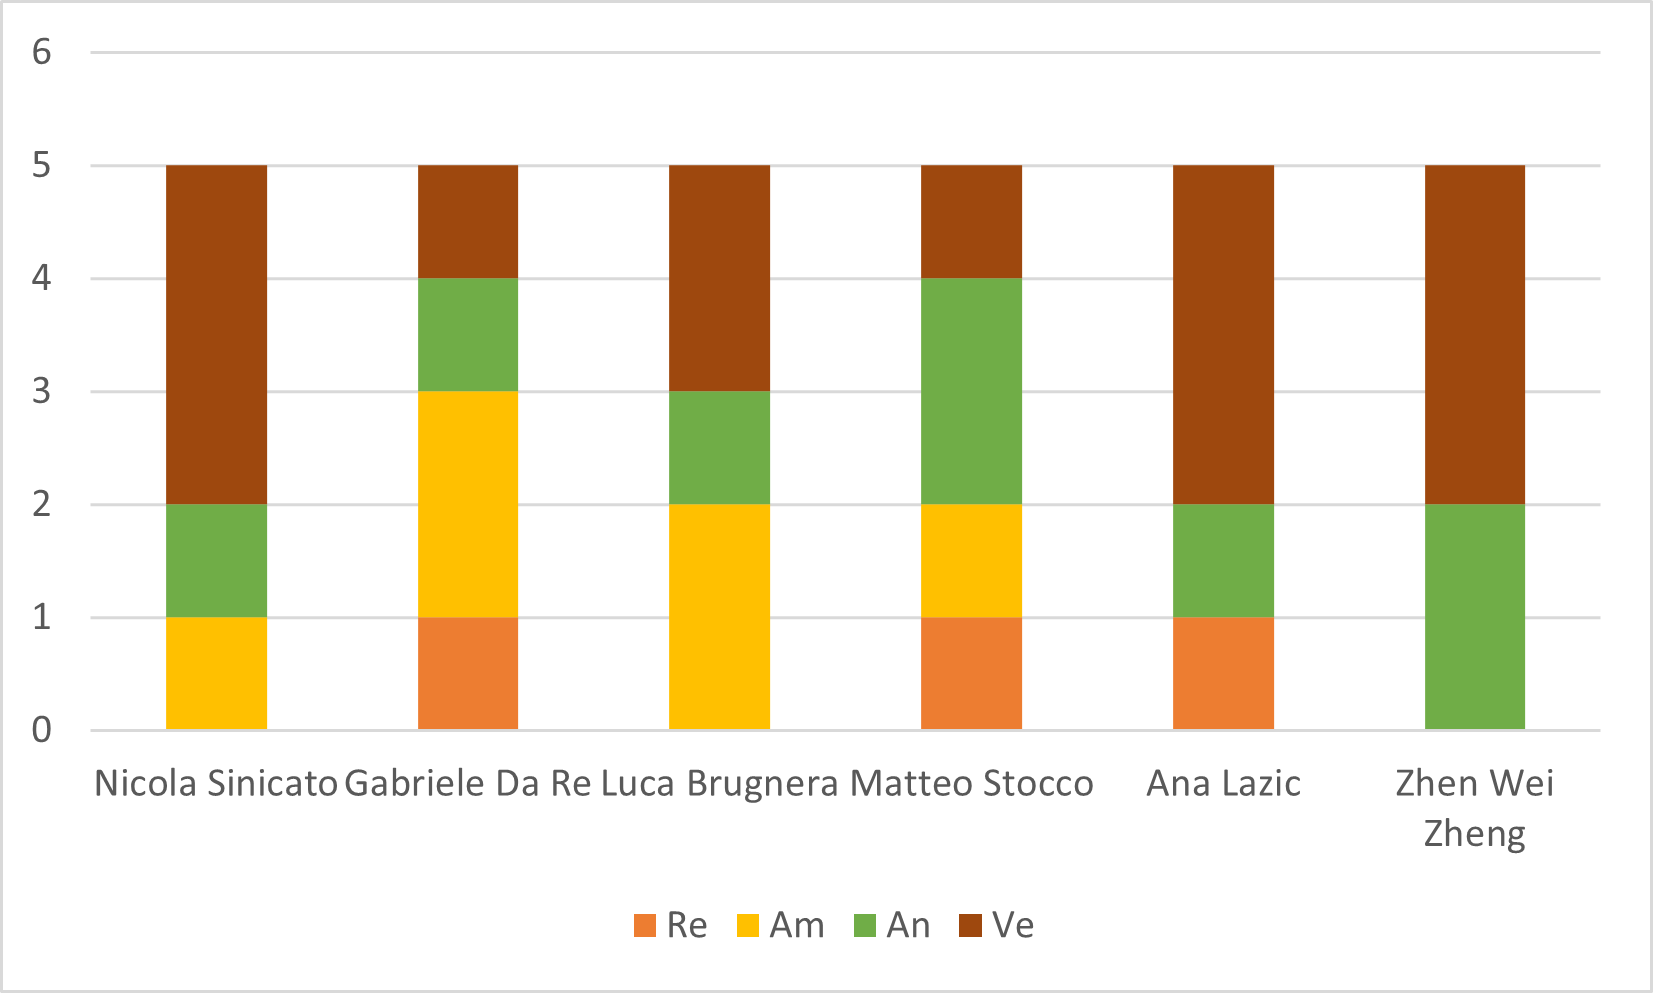 6
5
4
3
2
1
0
Nicola Sinicato Gabriele Da Re Luca Brugnera Matteo Stocco Ana Lazic Zhen Wei
Zheng
Re Am An Ve